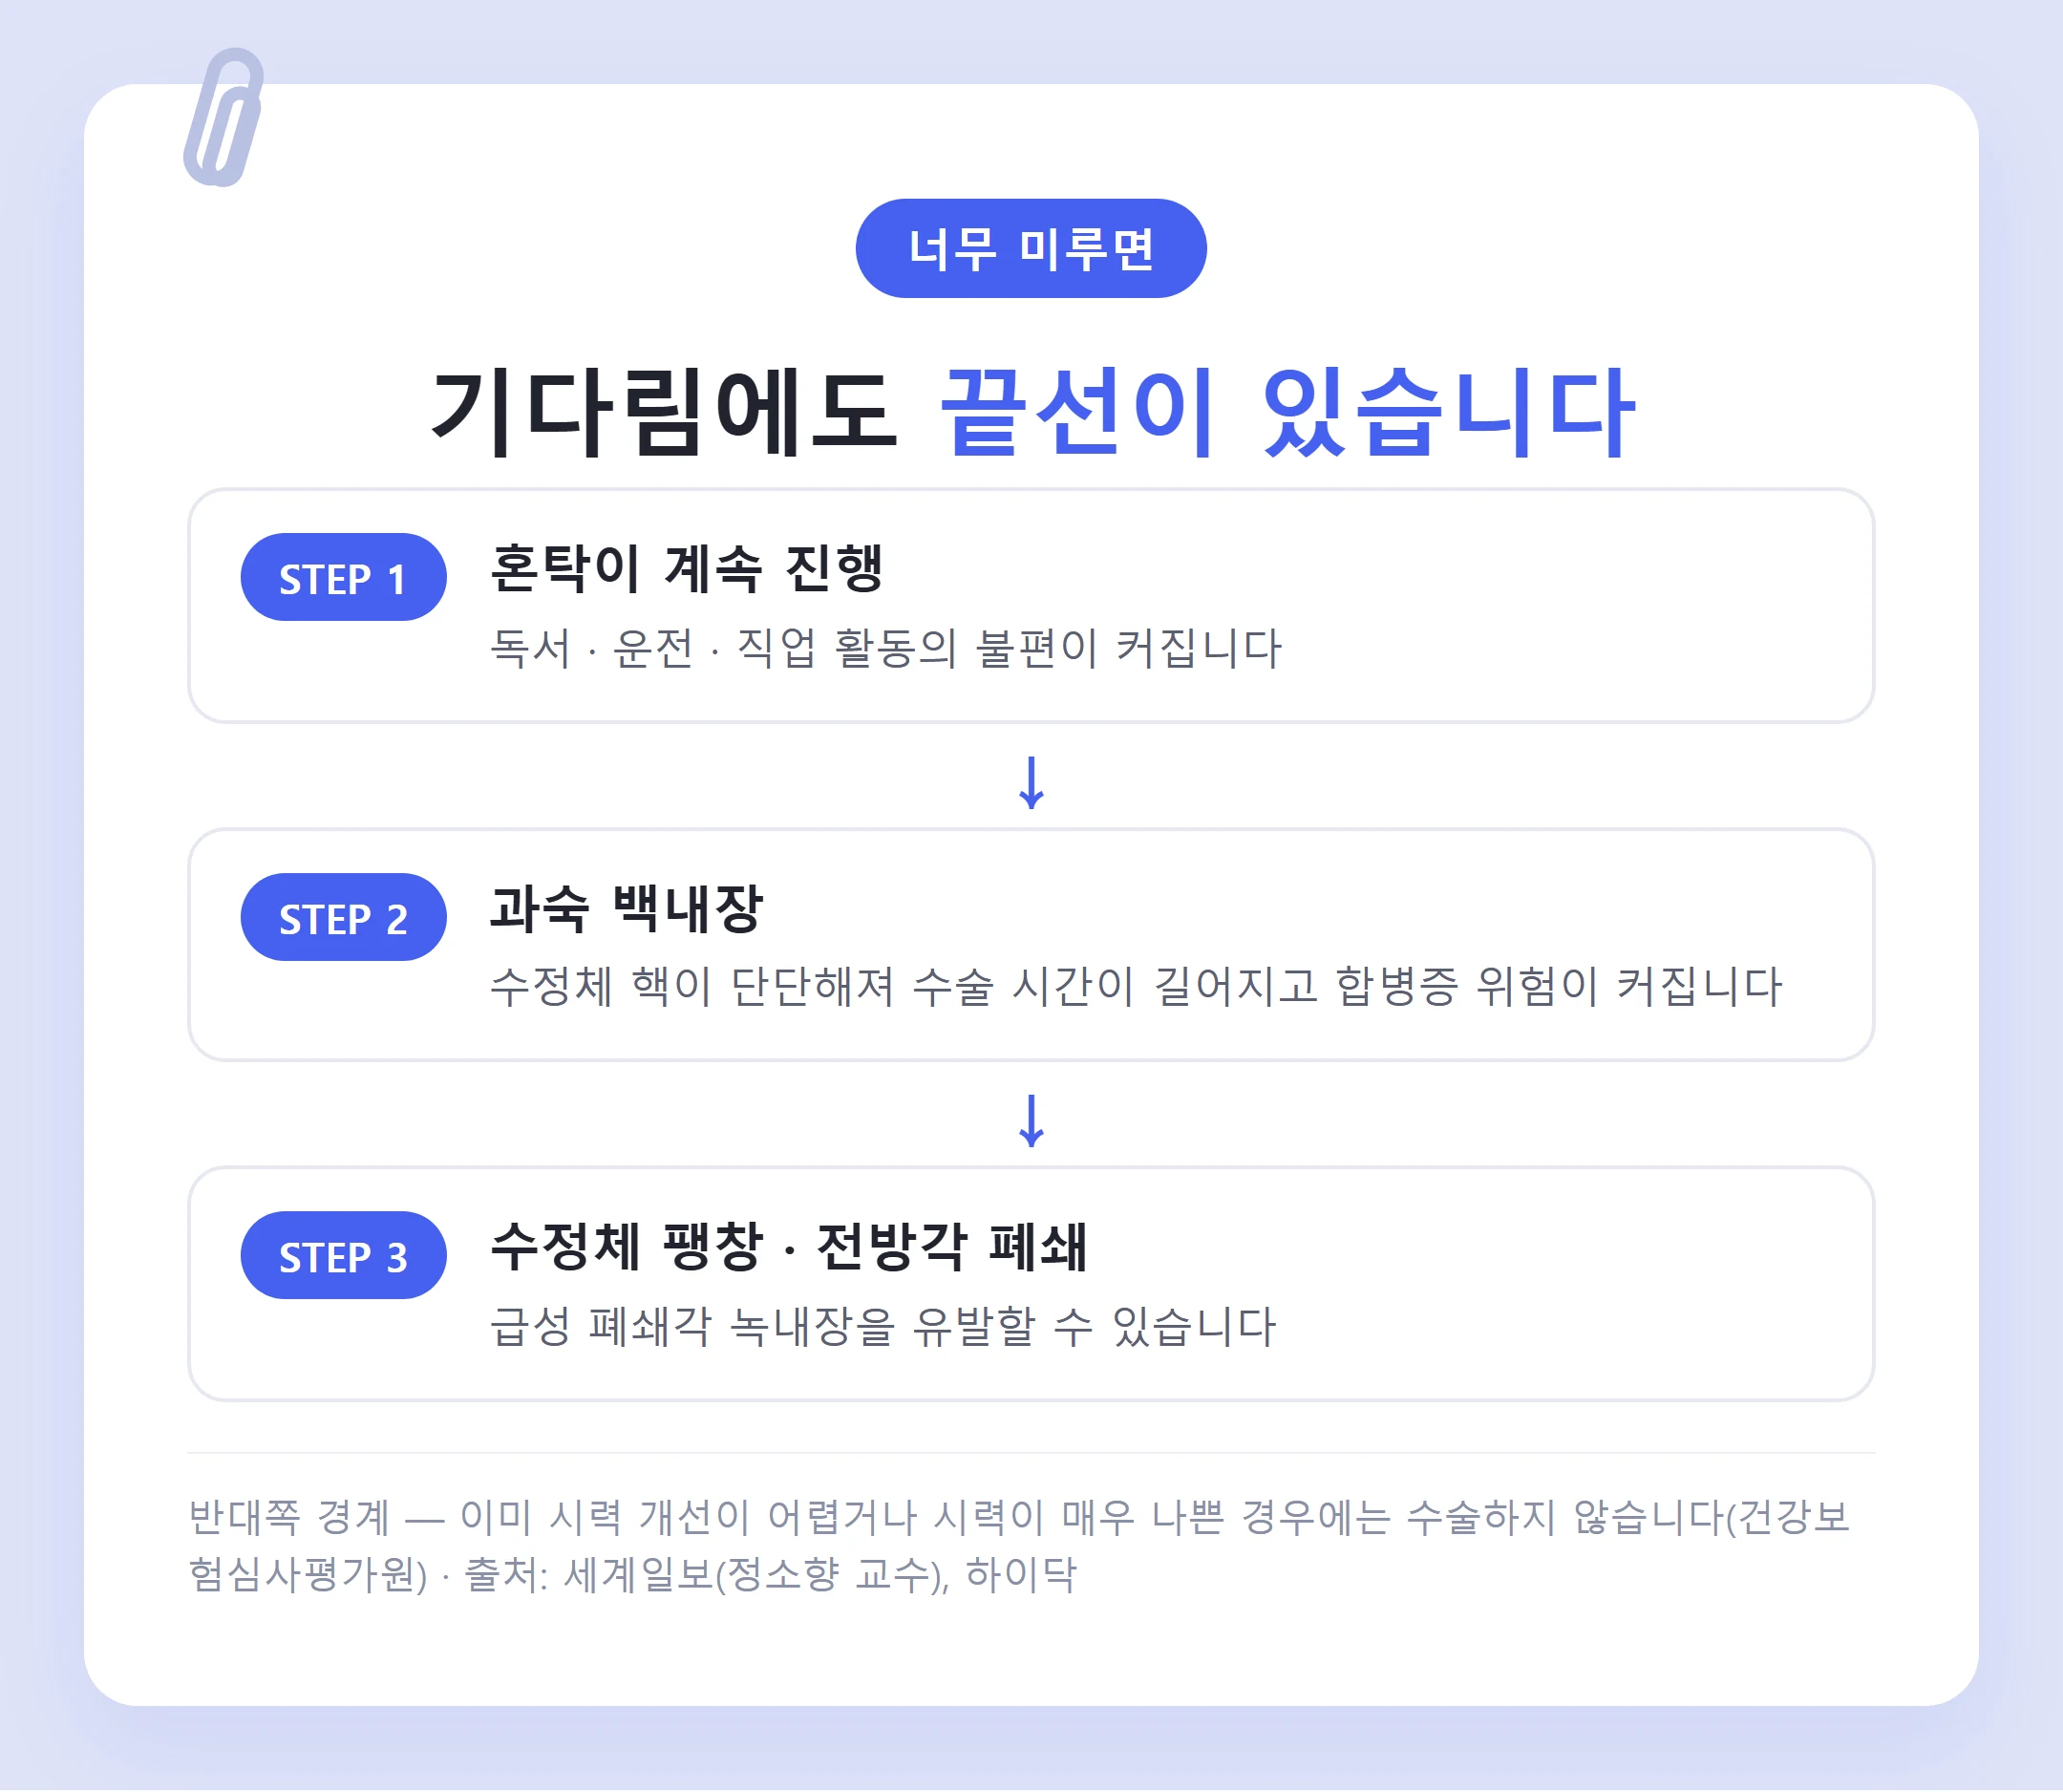 너무 미루면
기다림에도 끝선이 있습니다
STEP 1
혼탁이 계속 진행
독서 · 운전 · 직업 활동의 불편이 커집니다
↓
STEP 2
과숙 백내장
수정체 핵이 단단해져 수술 시간이 길어지고 합병증 위험이 커집니다
↓
STEP 3
수정체 팽창 · 전방각 폐쇄
급성 폐쇄각 녹내장을 유발할 수 있습니다
반대쪽 경계 — 이미 시력 개선이 어렵거나 시력이 매우 나쁜 경우에는 수술하지 않습니다(건강보
험심사평가원) · 출처: 세계일보(정소향 교수), 하이닥